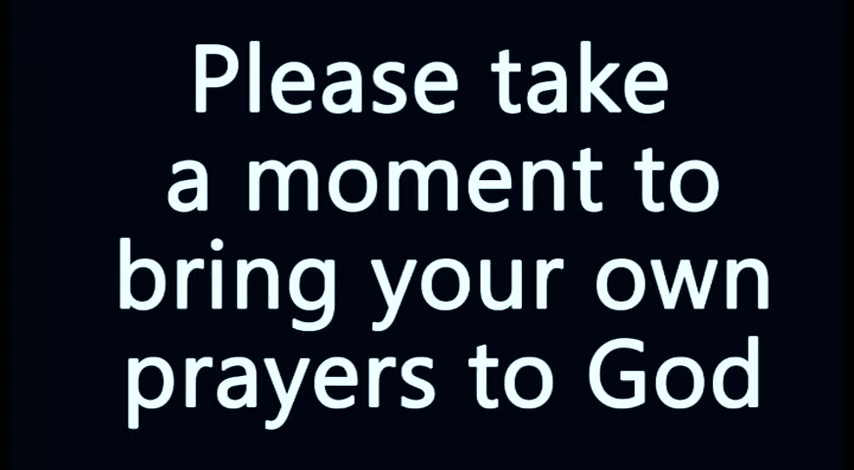 Please take
a moment to
bring your own
prayers to God